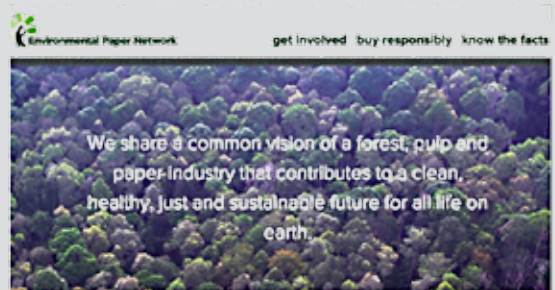 Environmental Paper Network
get involved buy responsibly know the facts
We share a common vision of a forest, pulp and
paper industry that contributes to a clean,
healthy, just and sustainable future for all life on
earth.